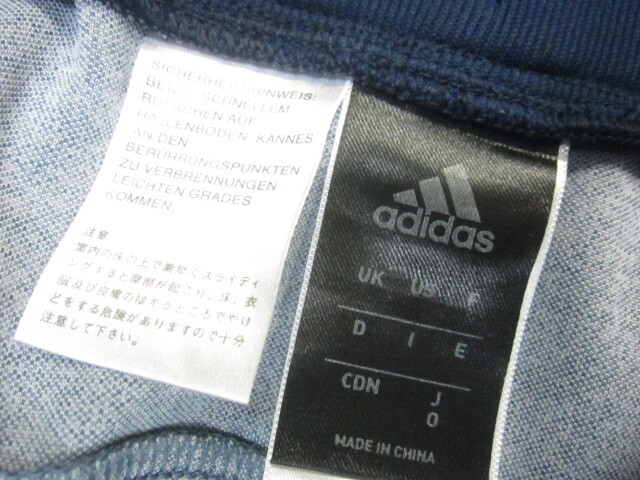 SICHERHEITSHINWEIS:
BEI ZU SCHNELLEM
RUTSCHEN AUF
HALLENBODEN KANN ES
AN DEN
BERÜHRUNGSPUNKTEN
ZU VERBRENNUNGEN
LEICHTEN GRADES
KOMMEN.
注意
室内の床の上で素早くスライディ
ングすると摩擦が起こり、床、衣
服及び皮膚の接するところでやけ
どをする危険がありますので十分
注意して下さい。
adidas
UK US F
D I E
CDN J
O
MADE IN CHINA